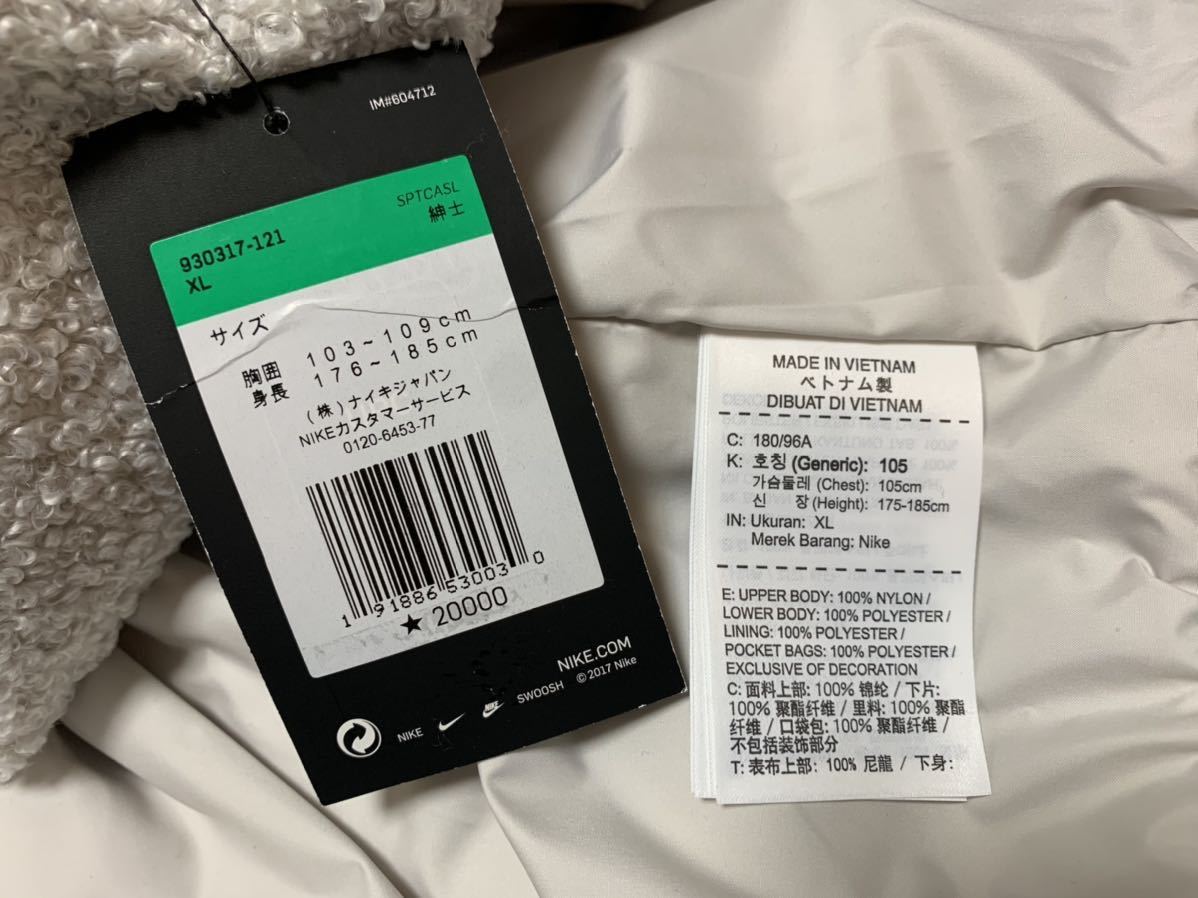 IM#604712
SPTCASL
紳士
930317-121
XL
サイズ
胸囲 103~109cm
身長 176~185cm
(株)ナイキジャパン
NIKEカスタマーサービス
0120-6453-77
1 91886 53003 0
★ 20000
NIKE.COM
NIKE NIKE SWOOSH ©2017 Nike
MADE IN VIETNAM
ベトナム製
DIBUAT DI VIETNAM
C: 180/96A
K: 호칭 (Generic): 105
가슴둘레 (Chest): 105cm
신 장 (Height): 175-185cm
IN: Ukuran: XL
Merek Barang: Nike
E: UPPER BODY: 100% NYLON /
LOWER BODY: 100% POLYESTER /
LINING: 100% POLYESTER /
POCKET BAGS: 100% POLYESTER /
EXCLUSIVE OF DECORATION
C: 面料上部: 100% 锦纶 / 下片:
100% 聚酯纤维 / 里料: 100% 聚酯
纤维 / 口袋包: 100% 聚酯纤维 /
不包括装饰部分
T: 表布上部: 100% 尼龍 / 下身: